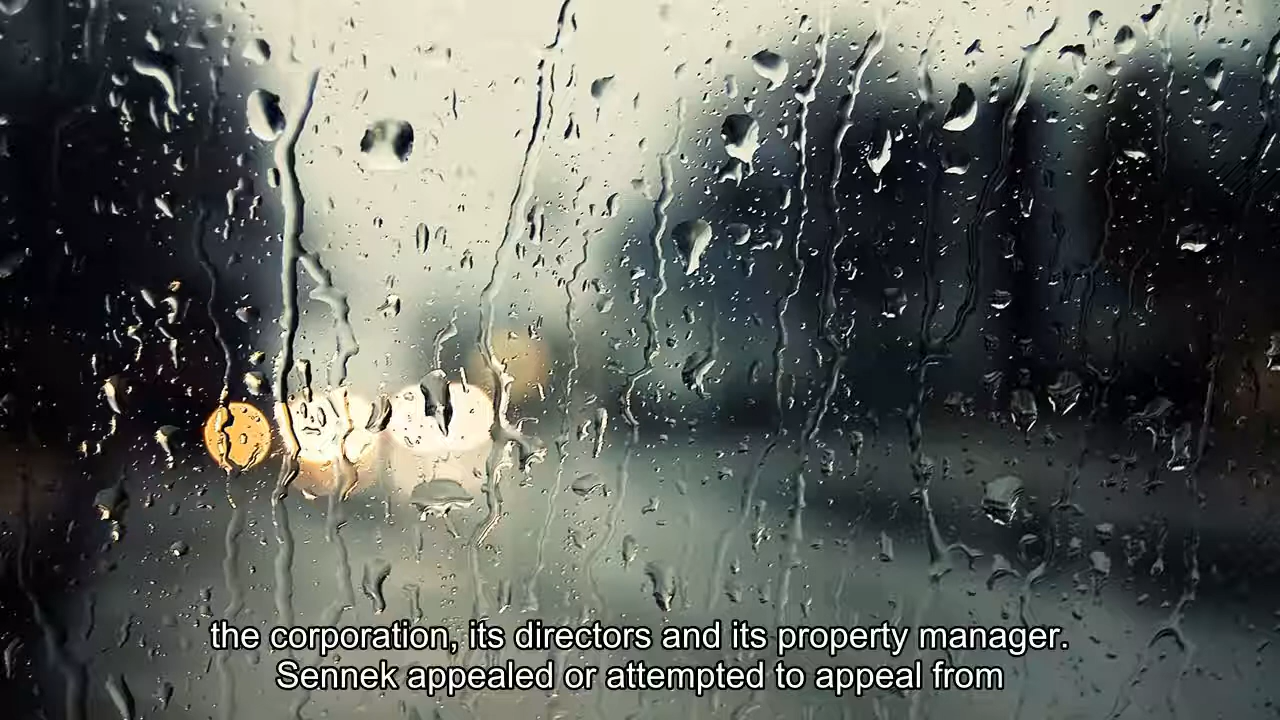 the corporation, its directors and its property manager.
Sennek appealed or attempted to appeal from